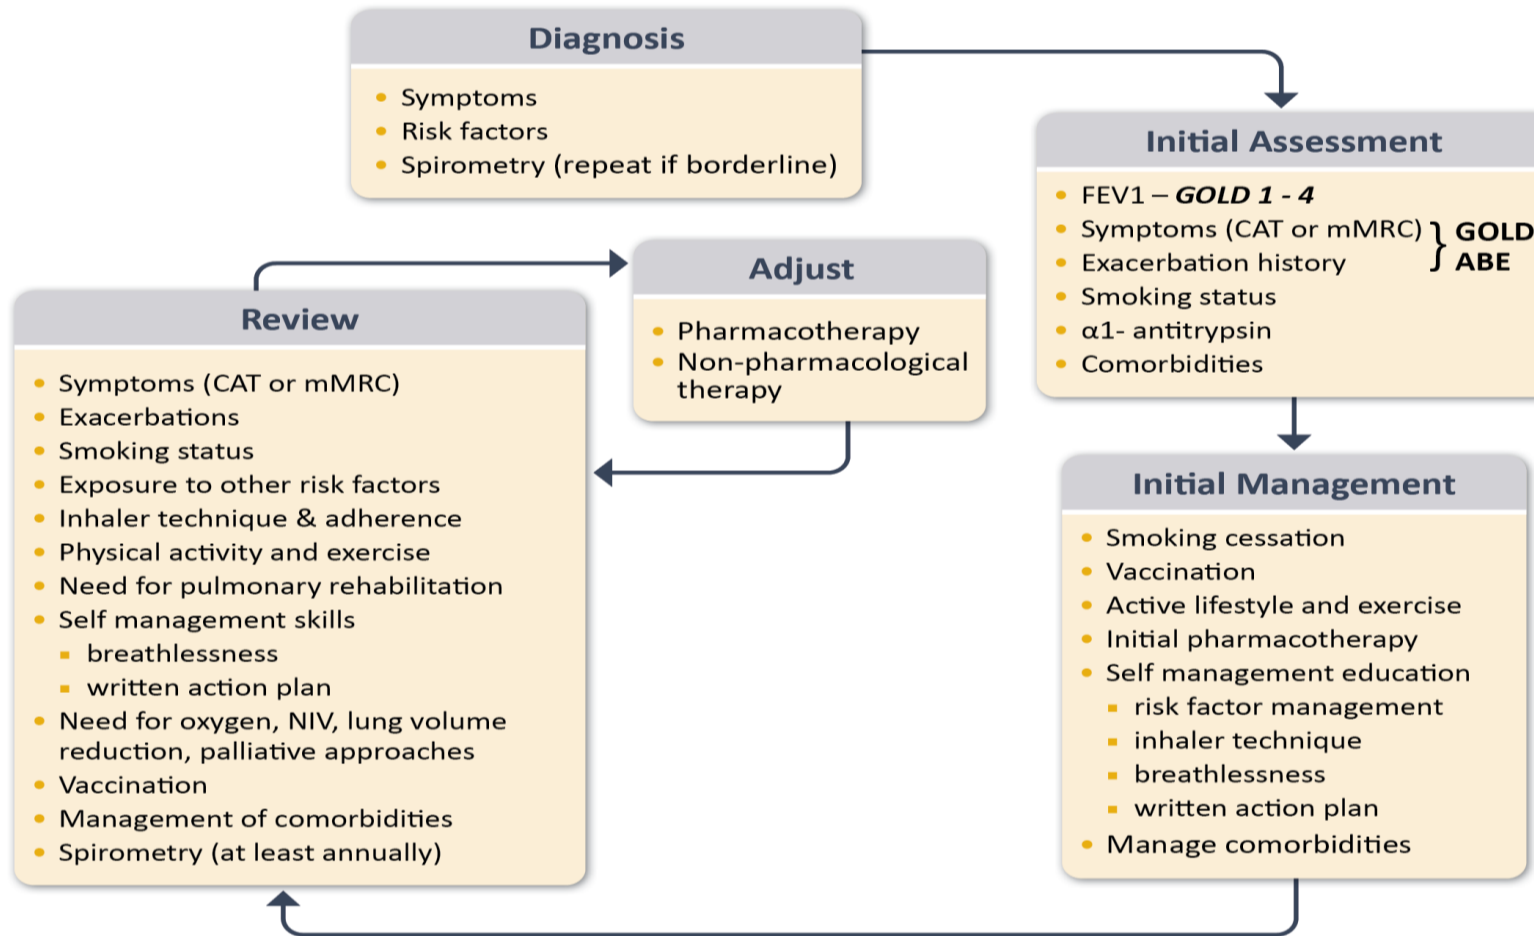 Diagnosis
• Symptoms
• Risk factors
• Spirometry (repeat if borderline)
Initial Assessment
• FEV1 – GOLD 1 - 4
• Symptoms (CAT or mMRC)
• Exacerbation history
} GOLD
ABE
• Smoking status
• α1- antitrypsin
• Comorbidities
Initial Management
• Smoking cessation
• Vaccination
• Active lifestyle and exercise
• Initial pharmacotherapy
• Self management education
▪ risk factor management
▪ inhaler technique
▪ breathlessness
▪ written action plan
• Manage comorbidities
Review
• Symptoms (CAT or mMRC)
• Exacerbations
• Smoking status
• Exposure to other risk factors
• Inhaler technique & adherence
• Physical activity and exercise
• Need for pulmonary rehabilitation
• Self management skills
▪ breathlessness
▪ written action plan
• Need for oxygen, NIV, lung volume
reduction, palliative approaches
• Vaccination
• Management of comorbidities
• Spirometry (at least annually)
Adjust
• Pharmacotherapy
• Non-pharmacological
therapy